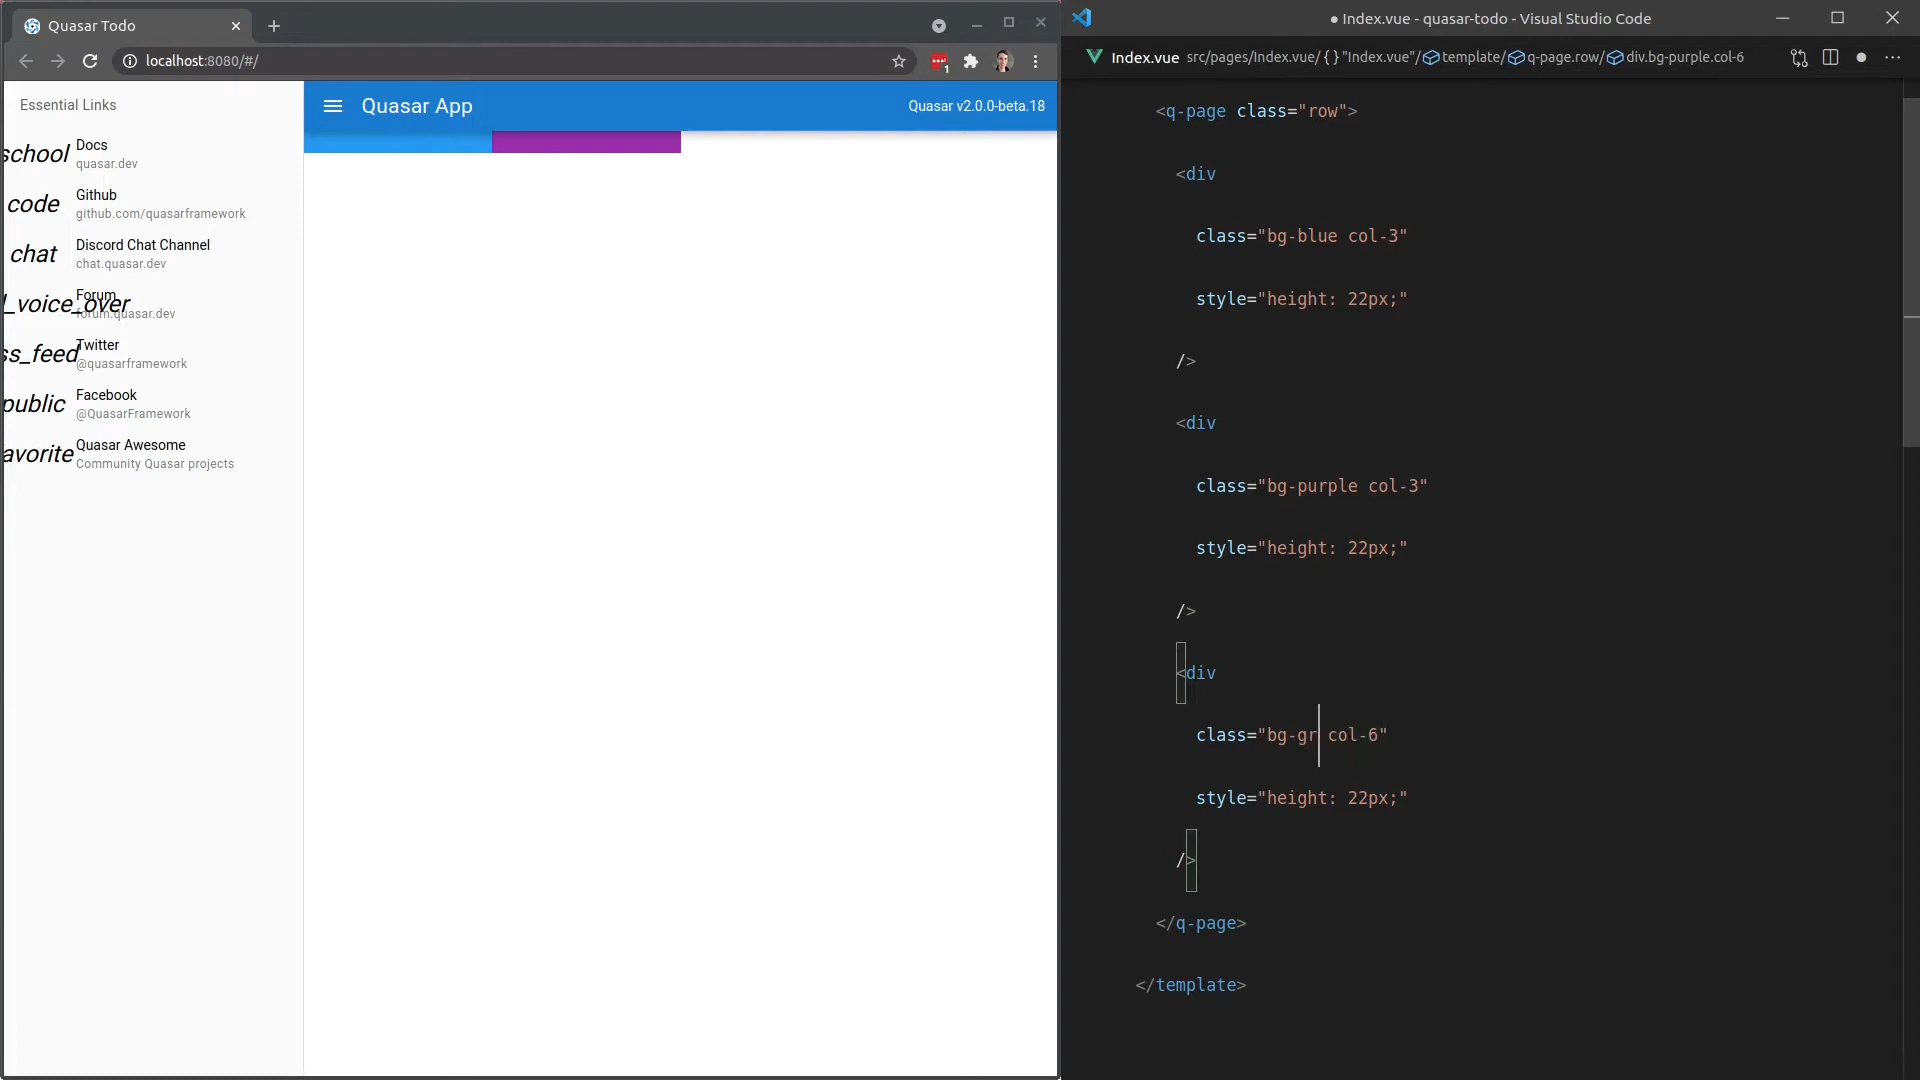 Quasar Todo
localhost:8080/#/
1
Essential Links
school
Docs
quasar.dev
code
Github
github.com/quasarframework
chat
Discord Chat Channel
chat.quasar.dev
_voice_over
Forum
forum.quasar.dev
ss_feed
Twitter
@quasarframework
public
Facebook
@QuasarFramework
avorite
Quasar Awesome
Community Quasar projects
Quasar App
Quasar v2.0.0-beta.18
● Index.vue - quasar-todo - Visual Studio Code
Index.vue src/pages/Index.vue/ {} "Index.vue"/ template/ q-page.row/ div.bg-purple.col-6
<q-page class="row">
<div
class="bg-blue col-3"
style="height: 22px;"
/>
<div
class="bg-purple col-3"
style="height: 22px;"
/>
<div
class="bg-gr col-6"
style="height: 22px;"
/>
</q-page>
</template>